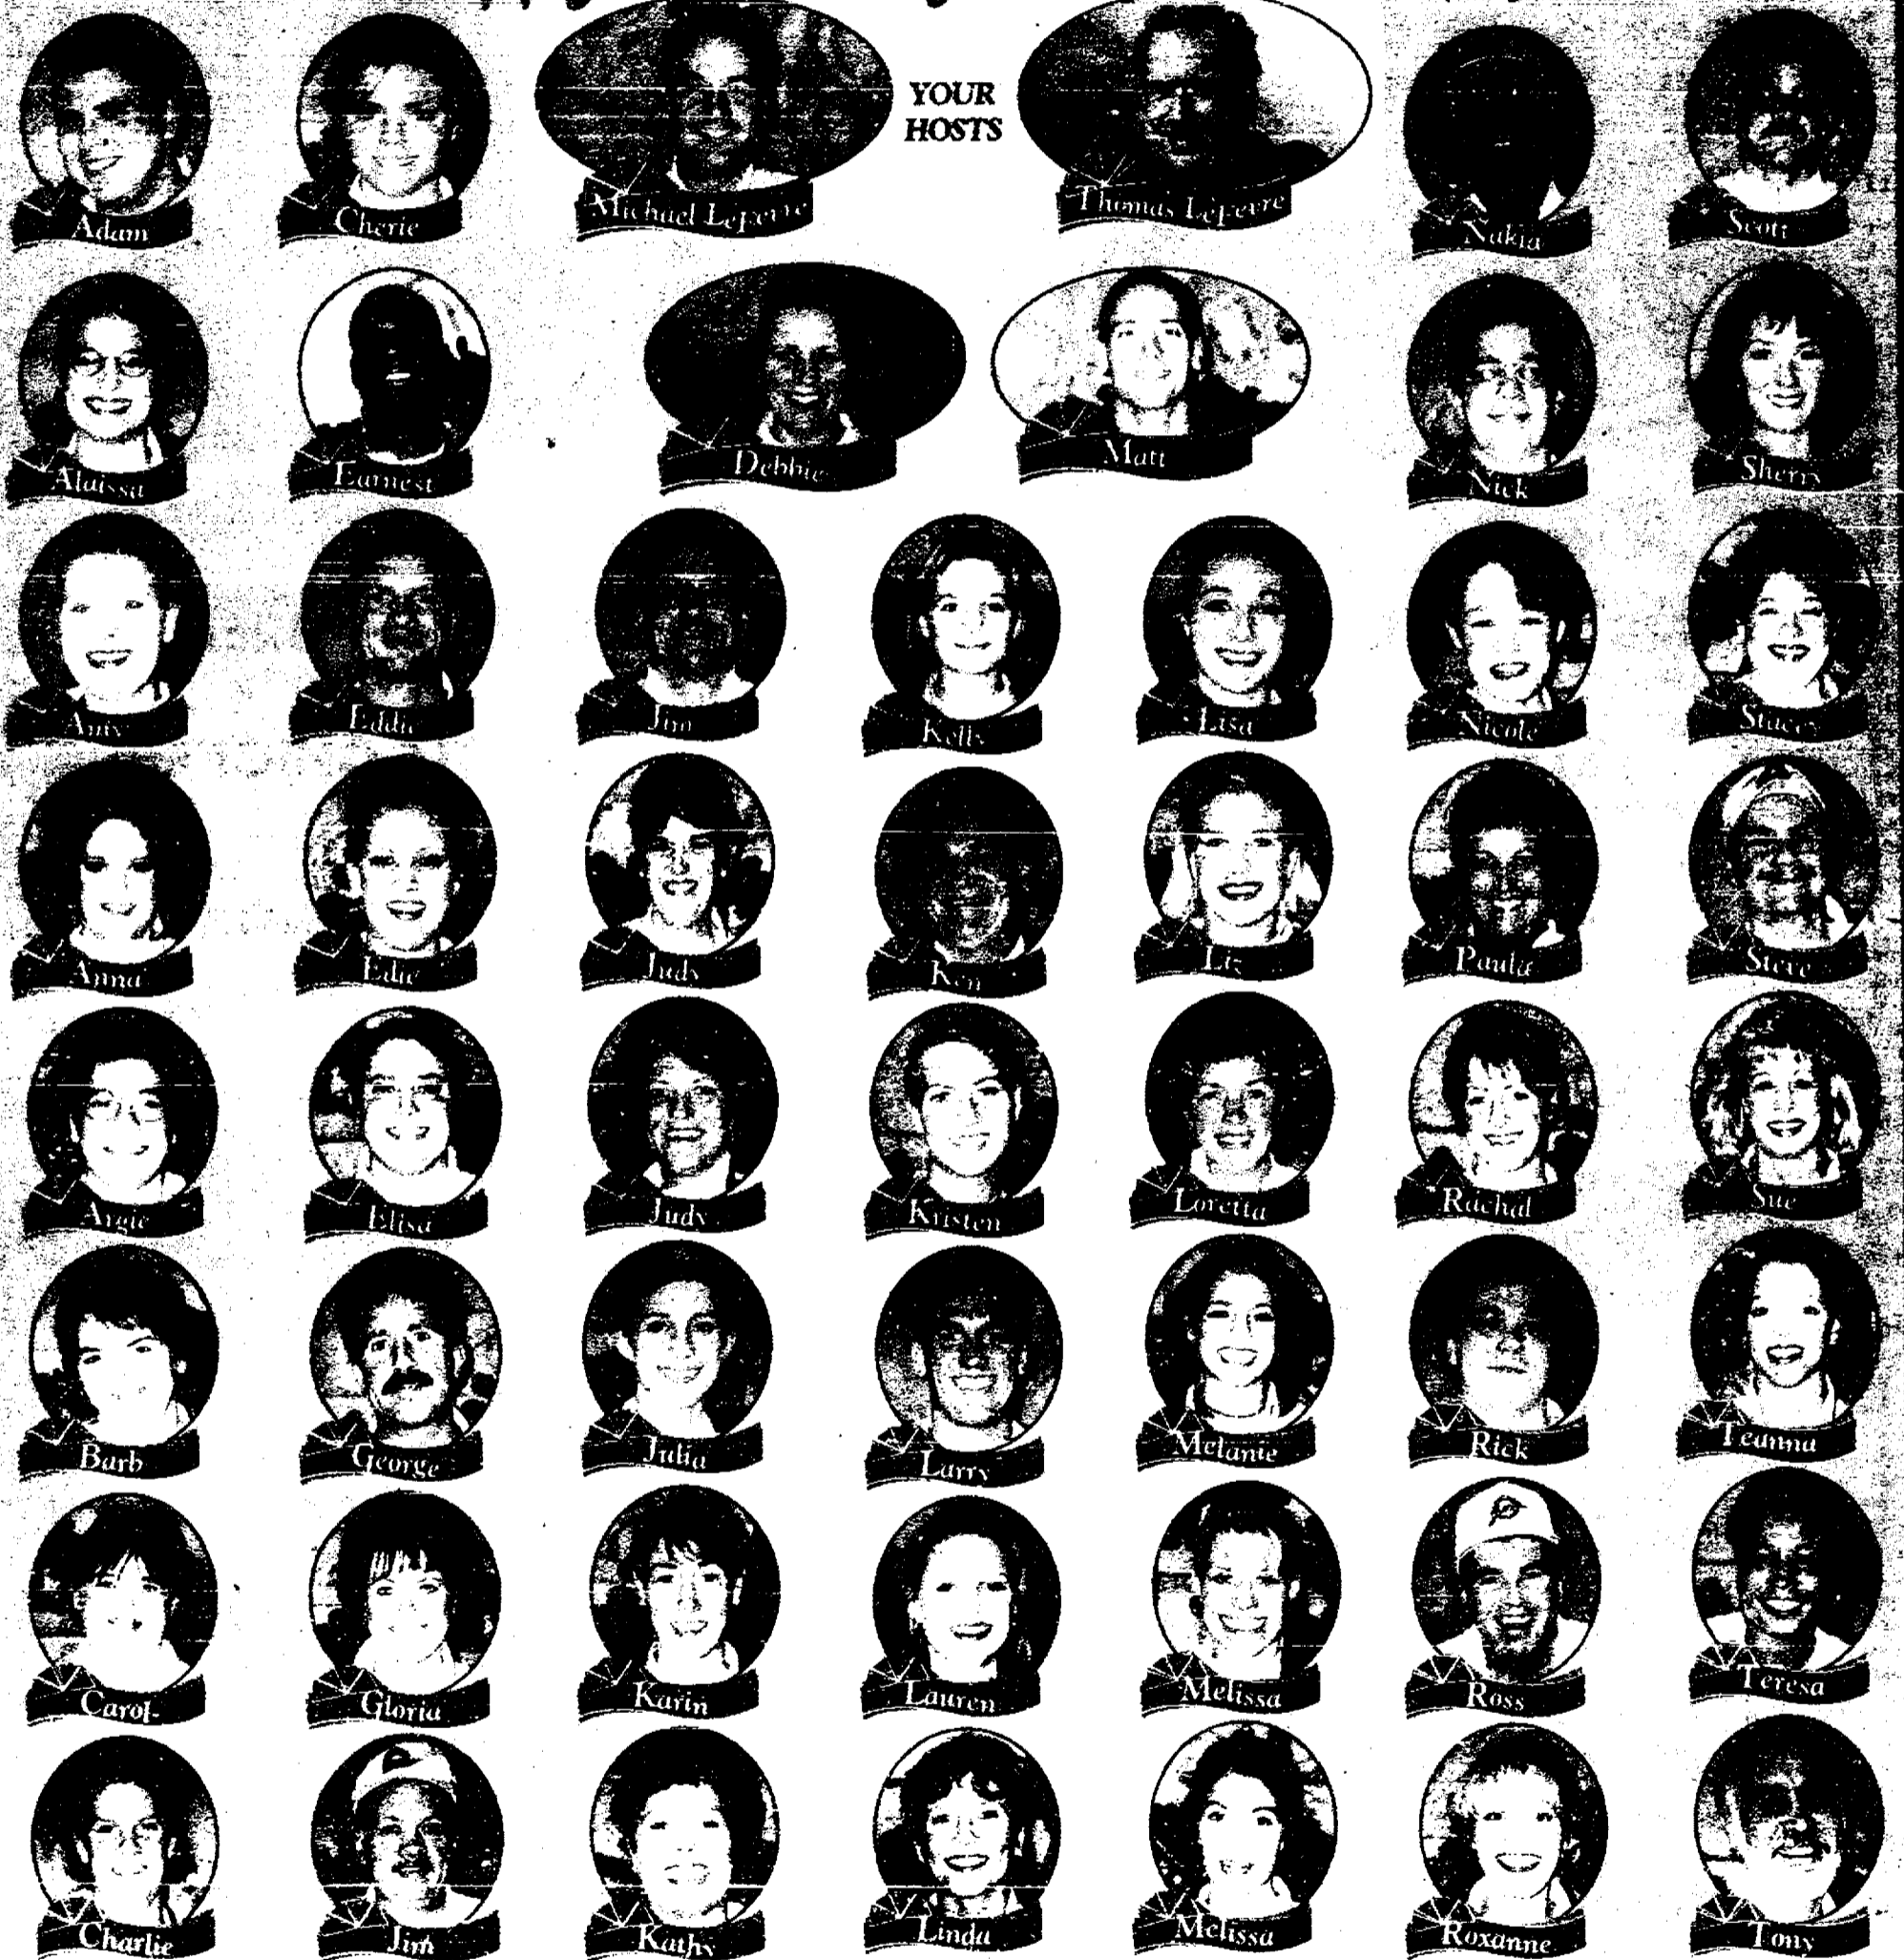 YOUR
HOSTS
Adam
Cherie
Michael LeFevre
Thomas LeFevre
Nakia
Scott
Alaissa
Earnest
Debbie
Matt
Nick
Sherry
Amy
Eddie
Jim
Kelly
Lisa
Nicole
Stacey
Anna
Edie
Judy
Ken
Liz
Paula
Steve
Argie
Elisa
Judy
Kristen
Loretta
Rachal
Sue
Barb
George
Julia
Larry
Melanie
Rick
Teanna
Carol
Gloria
Karin
Lauren
Melissa
Ross
Teresa
Charlie
Jim
Kathy
Linda
Melissa
Roxanne
Tony